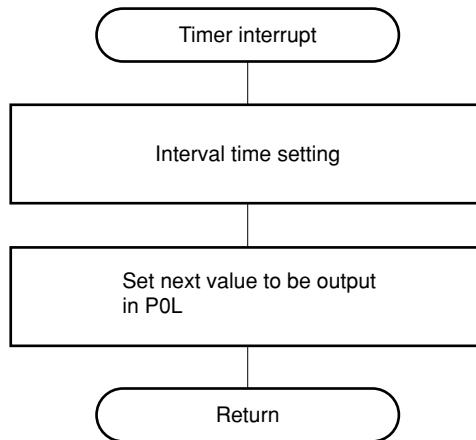 Timer interrupt
Interval time setting
Set next value to be output
in P0L
Return